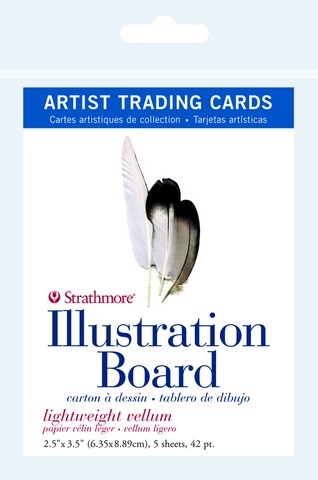 ARTIST TRADING CARDS
Cartes artistiques de collection • Tarjetas artísticas
Strathmore®
Illustration
Board
carton à dessin • tablero de dibujo
lightweight vellum
papier vélin léger • vellum ligero
2.5"x 3.5" (6.35x8.89cm), 5 sheets, 42 pt.